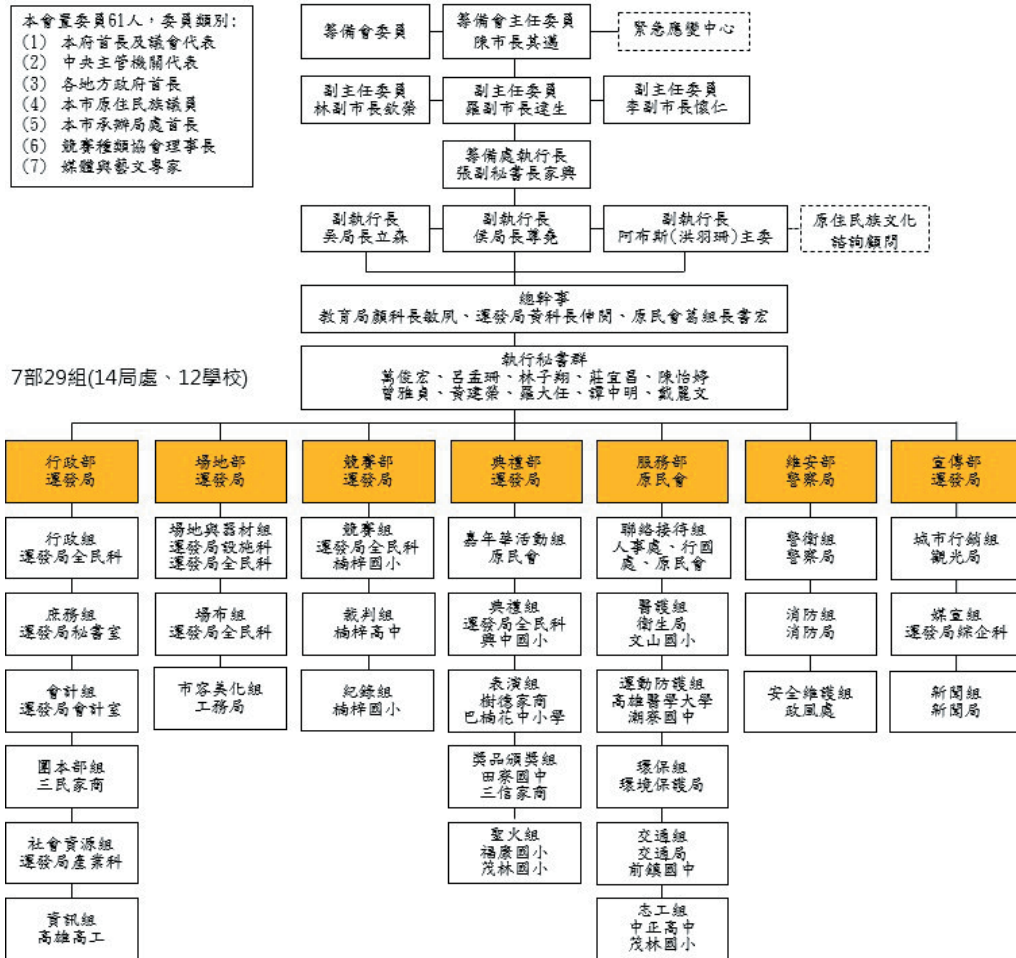 本會置委員61人，委員類別:
(1) 本府首長及議會代表
(2) 中央主管機關代表
(3) 各地方政府首長
(4) 本市原住民族議員
(5) 本市承辦局處首長
(6) 競賽種類協會理事長
(7) 媒體與藝文專家
籌備會委員
籌備會主任委員
陳市長其邁
緊急應變中心
副主任委員
林副市長欽榮
副主任委員
羅副市長達生
副主任委員
李副市長懷仁
籌備處執行長
張副秘書長家興
副執行長
吳局長立森
副執行長
侯局長尊堯
副執行長
阿布斯(洪羽珊)主委
原住民族文化
諮詢顧問
總幹事
教育局顏科長敏夙、運發局黃科長伸閔、原民會葛組長書宏
執行秘書群
萬俊宏、呂孟珊、林子翔、莊宜昌、陳怡婷
曾雅貞、黃建榮、羅大任、譚中明、戴麗文
7部29組(14局處、12學校)
行政部
運發局
場地部
運發局
競賽部
運發局
典禮部
運發局
服務部
原民會
維安部
警察局
宣傳部
運發局
行政組
運發局全民科
場地與器材組
運發局設施科
運發局全民科
競賽組
運發局全民科
楠梓國小
嘉年華活動組
原民會
聯絡接待組
人事處、行國
處、原民會
警衛組
警察局
城市行銷組
觀光局
庶務組
運發局秘書室
場布組
運發局全民科
裁判組
楠梓高中
典禮組
運發局全民科
興中國小
醫護組
衛生局
文山國小
消防組
消防局
媒宣組
運發局綜企科
會計組
運發局會計室
市容美化組
工務局
紀錄組
楠梓國小
表演組
樹德家商
巴楠花中小學
運動防護組
高雄醫學大學
潮寮國中
安全維護組
政風處
新聞組
新聞局
團本部組
三民家商
獎品頒獎組
田寮國中
三信家商
環保組
環境保護局
社會資源組
運發局產業科
聖火組
福康國小
茂林國小
交通組
交通局
前鎮國中
資訊組
高雄高工
志工組
中正高中
茂林國小